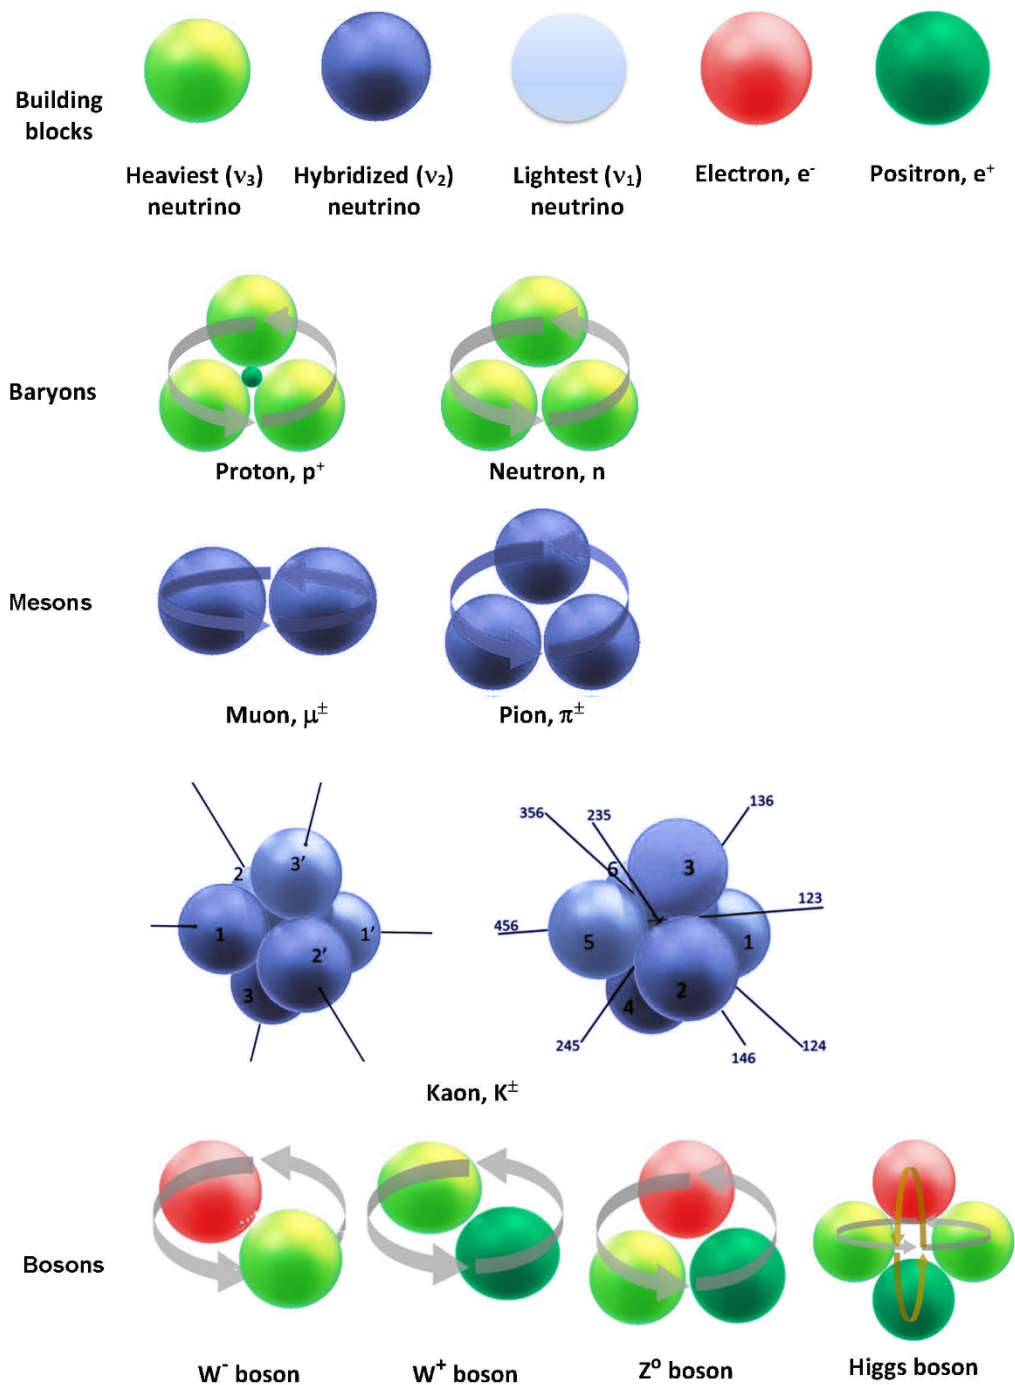 Building
blocks
Heaviest (ν₃)
neutrino
Hybridized (ν₂)
neutrino
Lightest (ν₁)
neutrino
Electron, e⁻
Positron, e⁺
Baryons
Proton, p⁺
Neutron, n
Mesons
Muon, μ±
Pion, π±
2
3′
1
1′
2′
3
356
235
136
6
3
123
456
5
1
2
4
245
146
124
Kaon, K±
Bosons
W⁻ boson
W⁺ boson
Z⁰ boson
Higgs boson